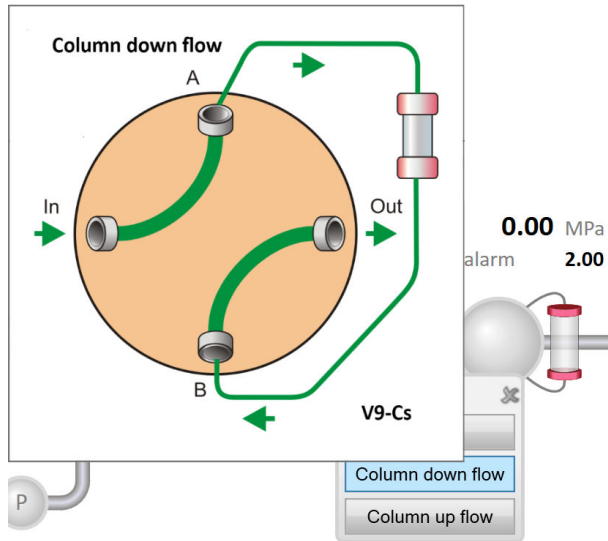 Column down flow
A
In
Out
B
V9-Cs
0.00 MPa
alarm 2.00
P
Column down flow
Column up flow